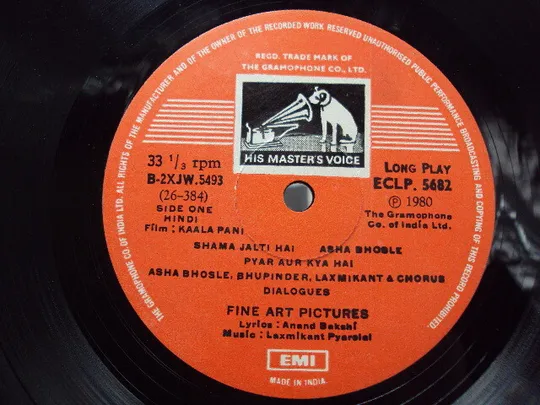 ALL RIGHTS OF THE MANUFACTURER AND OF THE OWNER OF THE RECORDED WORK RESERVED UNAUTHORISED PUBLIC PERFORMANCE BROADCASTING AND COPYING OF THIS RECORD PROHIBITED.
THE GRAMOPHONE CO. OF INDIA LTD.
REGD. TRADE MARK OF
THE GRAMOPHONE CO., LTD.
HIS MASTER'S VOICE
33 1/3 rpm
B-2XJW.5493
(26-384)
SIDE ONE
HINDI
Film: KAALA PANI
LONG PLAY
ECLP. 5682
Ⓟ 1980
The Gramophone
Co. of India Ltd.
SHAMA JALTI HAI ASHA BHOSLE
PYAR AUR KYA HAI
ASHA BHOSLE, BHUPINDER, LAXMIKANT & CHORUS
DIALOGUES
FINE ART PICTURES
Lyrics: Anand Bakshi
Music: Laxmikant Pyarelal
EMI
MADE IN INDIA